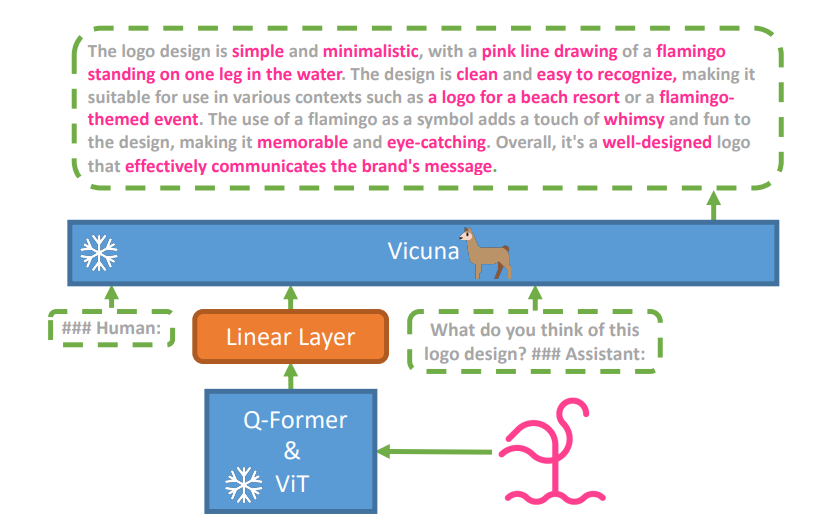 The logo design is simple and minimalistic, with a pink line drawing of a flamingo
standing on one leg in the water. The design is clean and easy to recognize, making it
suitable for use in various contexts such as a logo for a beach resort or a flamingo-
themed event. The use of a flamingo as a symbol adds a touch of whimsy and fun to
the design, making it memorable and eye-catching. Overall, it's a well-designed logo
that effectively communicates the brand's message.
Vicuna
### Human:
Linear Layer
What do you think of this
logo design? ### Assistant:
Q-Former
&
ViT